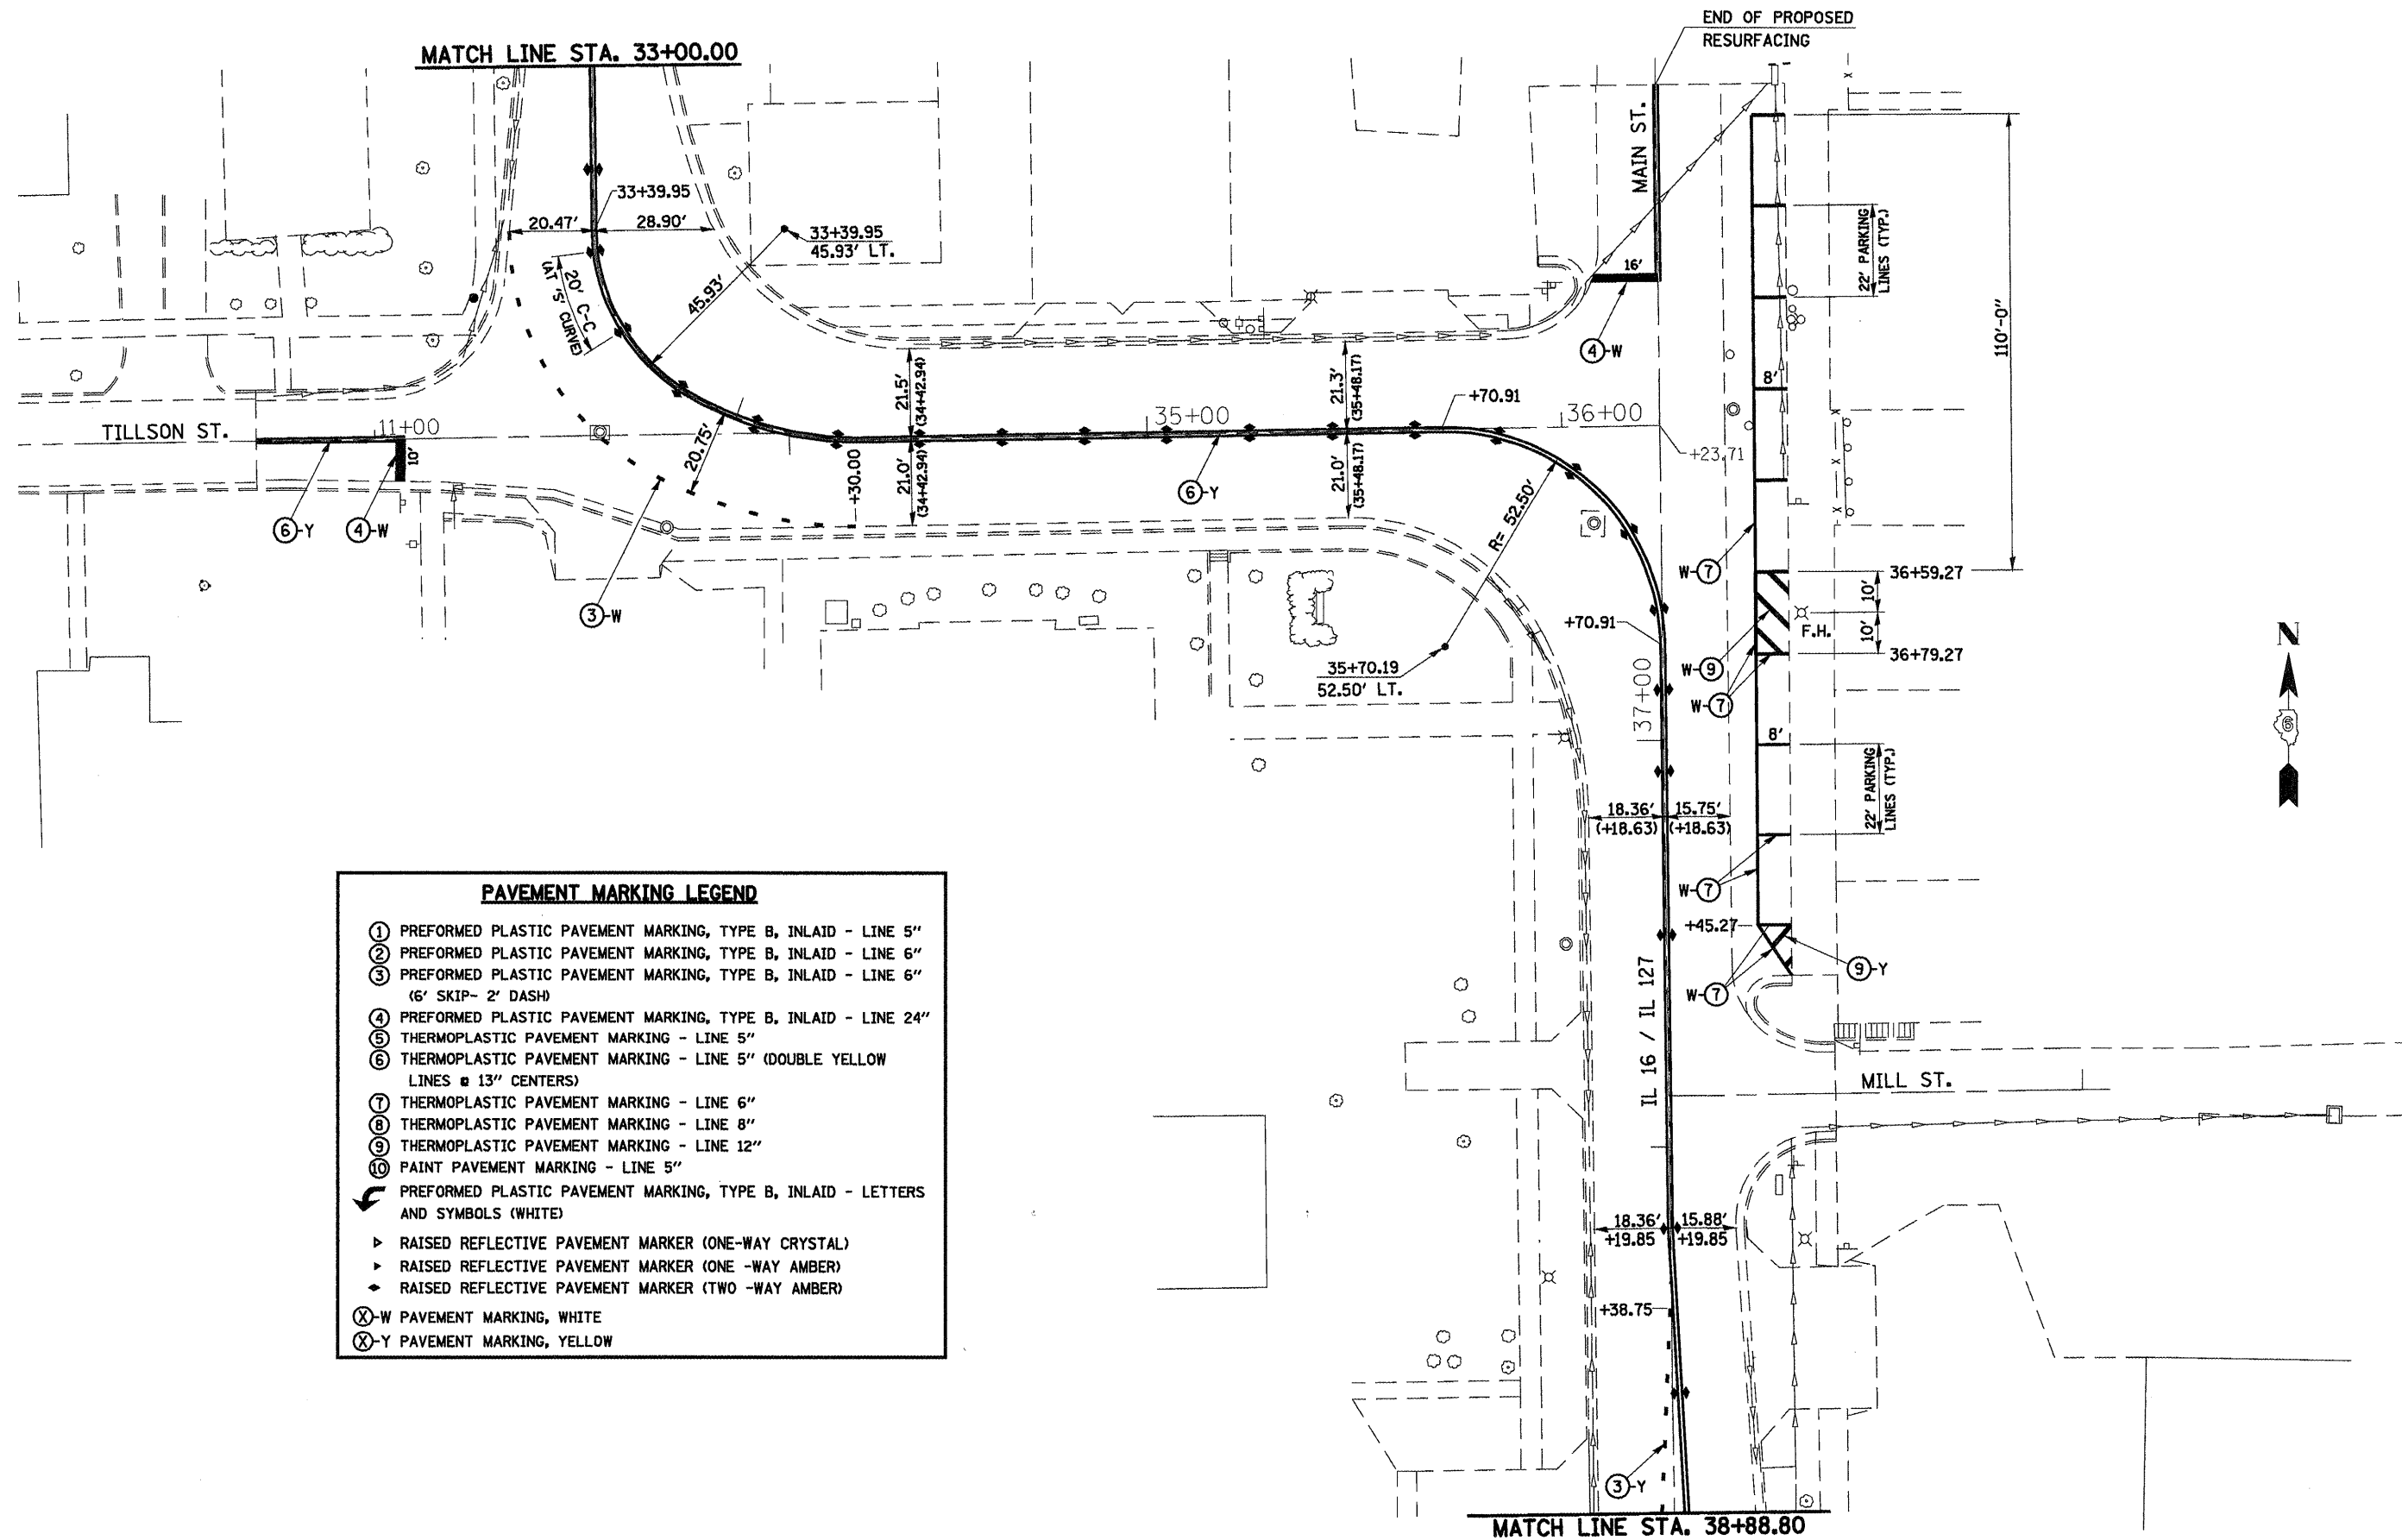 END OF PROPOSED
RESURFACING
MATCH LINE STA. 33+00.00
MAIN ST.
33+39.95
20.47'
28.90'
33+39.95
45.93' LT.
20' C-C
(AT 'S' CURVE)
45.93'
16'
22' PARKING
LINES (TYP.)
110'-0"
④-W
8'
21.5'
(34+42.94)
21.3'
(35+48.17)
+70.91
TILLSON ST.
11+00
35+00
36+00
10'
20.75'
+30.00
21.0'
(34+42.94)
⑥-Y
21.0'
(35+48.17)
+23.71
⑥-Y
④-W
R= 52.50'
③-W
W-⑦
36+59.27
10'
F.H.
10'
+70.91
W-⑨
36+79.27
35+70.19
52.50' LT.
W-⑦
37+00
N
6
8'
22' PARKING
LINES (TYP.)
18.36'
(+18.63)
15.75'
(+18.63)
W-⑦
+45.27
⑨-Y
W-⑦
IL 16 / IL 127
MILL ST.
18.36'
+19.85
15.88'
+19.85
+38.75
③-Y
MATCH LINE STA. 38+88.80
PAVEMENT MARKING LEGEND
① PREFORMED PLASTIC PAVEMENT MARKING, TYPE B, INLAID - LINE 5"
② PREFORMED PLASTIC PAVEMENT MARKING, TYPE B, INLAID - LINE 6"
③ PREFORMED PLASTIC PAVEMENT MARKING, TYPE B, INLAID - LINE 6"
(6' SKIP- 2' DASH)
④ PREFORMED PLASTIC PAVEMENT MARKING, TYPE B, INLAID - LINE 24"
⑤ THERMOPLASTIC PAVEMENT MARKING - LINE 5"
⑥ THERMOPLASTIC PAVEMENT MARKING - LINE 5" (DOUBLE YELLOW
LINES @ 13" CENTERS)
⑦ THERMOPLASTIC PAVEMENT MARKING - LINE 6"
⑧ THERMOPLASTIC PAVEMENT MARKING - LINE 8"
⑨ THERMOPLASTIC PAVEMENT MARKING - LINE 12"
⑩ PAINT PAVEMENT MARKING - LINE 5"
PREFORMED PLASTIC PAVEMENT MARKING, TYPE B, INLAID - LETTERS
AND SYMBOLS (WHITE)
RAISED REFLECTIVE PAVEMENT MARKER (ONE-WAY CRYSTAL)
RAISED REFLECTIVE PAVEMENT MARKER (ONE -WAY AMBER)
RAISED REFLECTIVE PAVEMENT MARKER (TWO -WAY AMBER)
Ⓧ-W PAVEMENT MARKING, WHITE
Ⓧ-Y PAVEMENT MARKING, YELLOW